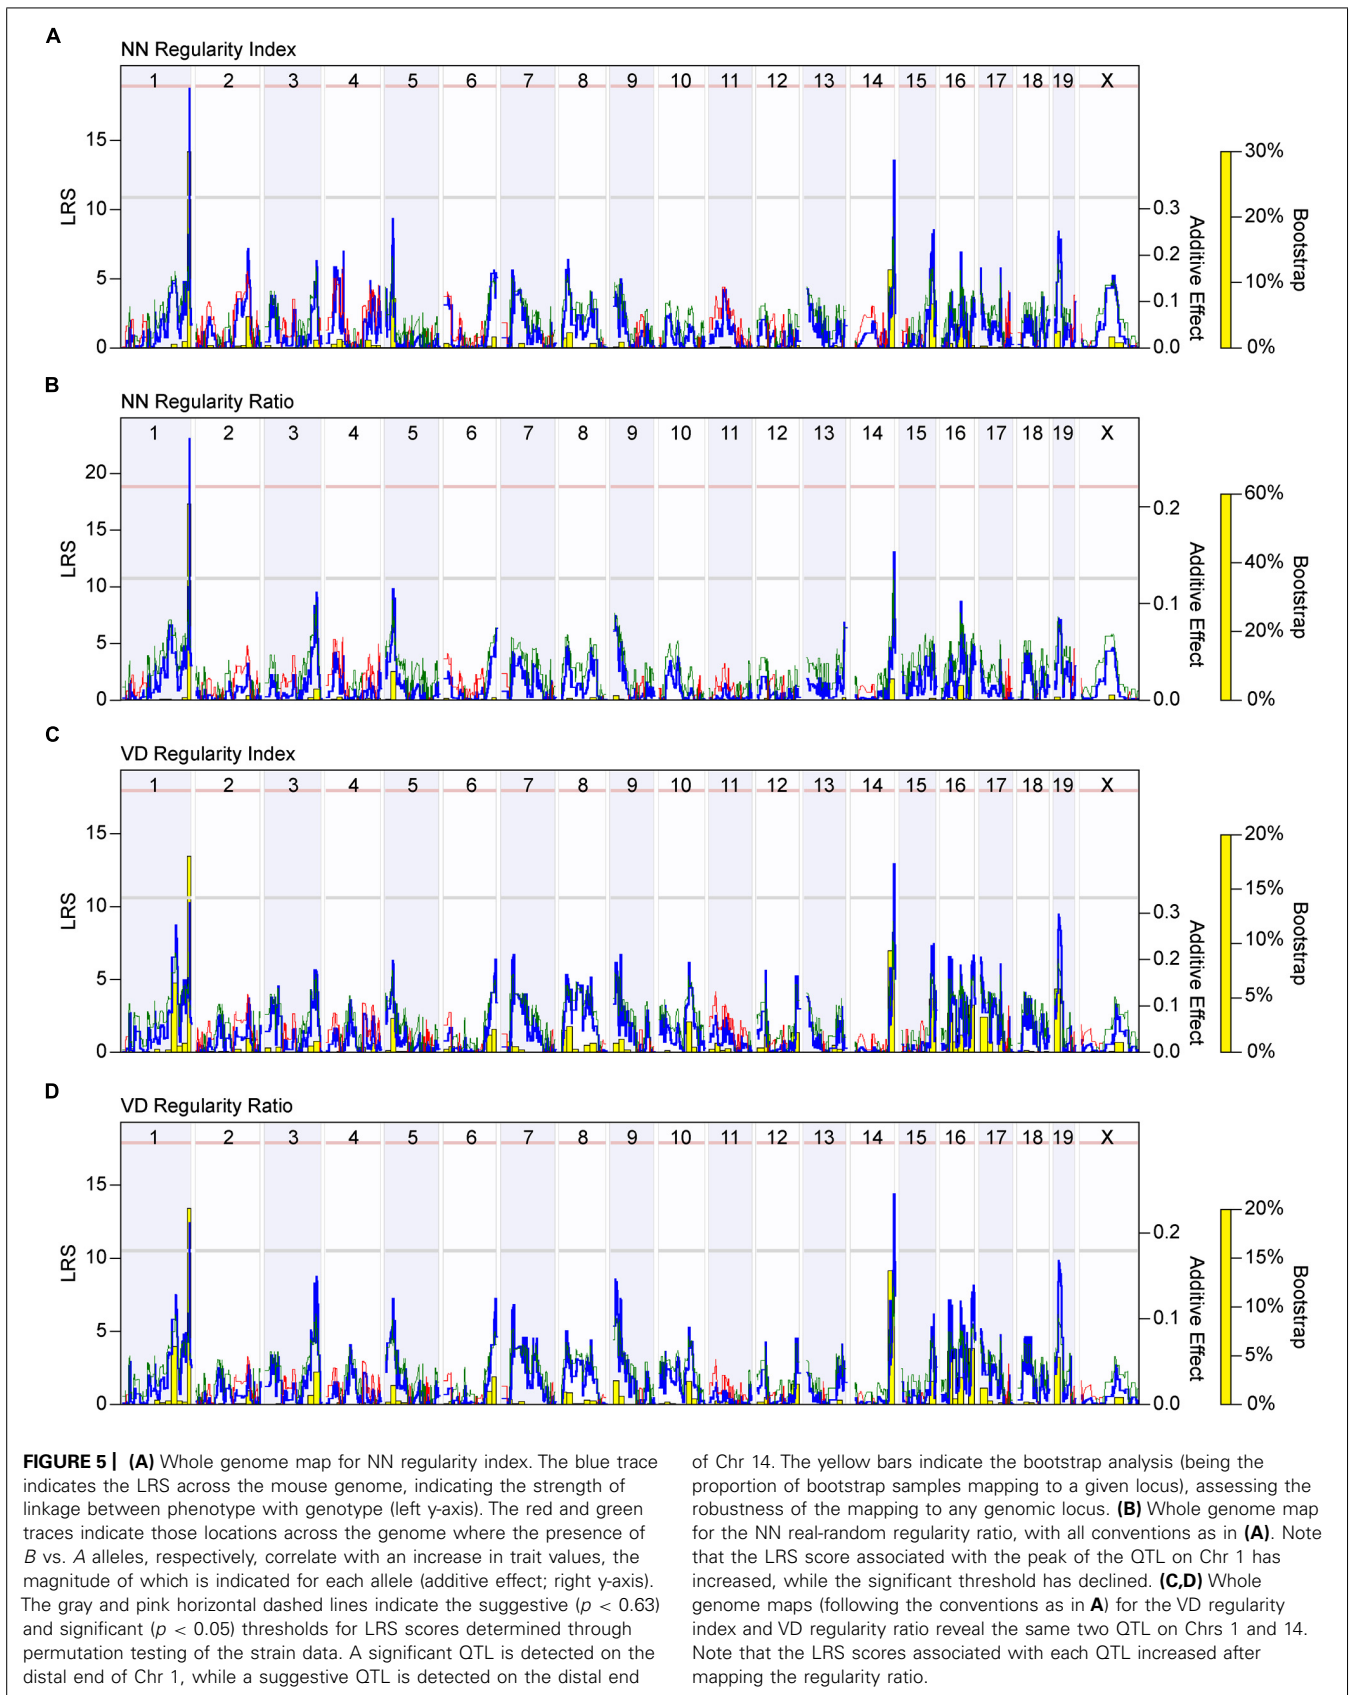 A
NN Regularity Index
1 2 3 4 5 6 7 8 9 10 11 12 13 14 15 16 17 18 19 X
15
10
5
0
LRS
0.3
0.2
0.1
0.0
Additive Effect
30%
20%
10%
0%
Bootstrap
B
NN Regularity Ratio
1 2 3 4 5 6 7 8 9 10 11 12 13 14 15 16 17 18 19 X
20
15
10
5
0
LRS
0.2
0.1
0.0
Additive Effect
60%
40%
20%
0%
Bootstrap
C
VD Regularity Index
1 2 3 4 5 6 7 8 9 10 11 12 13 14 15 16 17 18 19 X
15
10
5
0
LRS
0.3
0.2
0.1
0.0
Additive Effect
20%
15%
10%
5%
0%
Bootstrap
D
VD Regularity Ratio
1 2 3 4 5 6 7 8 9 10 11 12 13 14 15 16 17 18 19 X
15
10
5
0
LRS
0.2
0.1
0.0
Additive Effect
20%
15%
10%
5%
0%
Bootstrap
FIGURE 5 | (A) Whole genome map for NN regularity index. The blue trace
indicates the LRS across the mouse genome, indicating the strength of
linkage between phenotype with genotype (left y-axis). The red and green
traces indicate those locations across the genome where the presence of
B vs. A alleles, respectively, correlate with an increase in trait values, the
magnitude of which is indicated for each allele (additive effect; right y-axis).
The gray and pink horizontal dashed lines indicate the suggestive (p < 0.63)
and significant (p < 0.05) thresholds for LRS scores determined through
permutation testing of the strain data. A significant QTL is detected on the
distal end of Chr 1, while a suggestive QTL is detected on the distal end
of Chr 14. The yellow bars indicate the bootstrap analysis (being the
proportion of bootstrap samples mapping to a given locus), assessing the
robustness of the mapping to any genomic locus. (B) Whole genome map
for the NN real-random regularity ratio, with all conventions as in (A). Note
that the LRS score associated with the peak of the QTL on Chr 1 has
increased, while the significant threshold has declined. (C,D) Whole
genome maps (following the conventions as in A) for the VD regularity
index and VD regularity ratio reveal the same two QTL on Chrs 1 and 14.
Note that the LRS scores associated with each QTL increased after
mapping the regularity ratio.